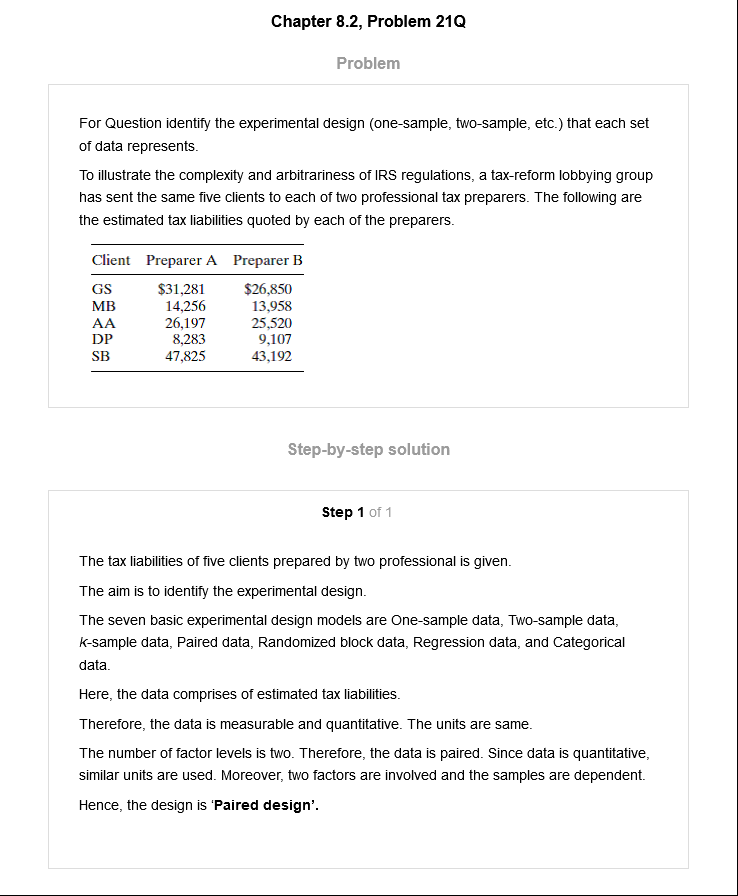 Chapter 8.2, Problem 21Q
Problem
For Question identify the experimental design (one-sample, two-sample, etc.) that each set
of data represents.
To illustrate the complexity and arbitrariness of IRS regulations, a tax-reform lobbying group
has sent the same five clients to each of two professional tax preparers. The following are
the estimated tax liabilities quoted by each of the preparers.
Client Preparer A Preparer B
GS $31,281 $26,850
MB 14,256 13,958
AA 26,197 25,520
DP 8,283 9,107
SB 47,825 43,192
Step-by-step solution
Step 1 of 1
The tax liabilities of five clients prepared by two professional is given.
The aim is to identify the experimental design.
The seven basic experimental design models are One-sample data, Two-sample data,
k-sample data, Paired data, Randomized block data, Regression data, and Categorical
data.
Here, the data comprises of estimated tax liabilities.
Therefore, the data is measurable and quantitative. The units are same.
The number of factor levels is two. Therefore, the data is paired. Since data is quantitative,
similar units are used. Moreover, two factors are involved and the samples are dependent.
Hence, the design is ‘Paired design’.